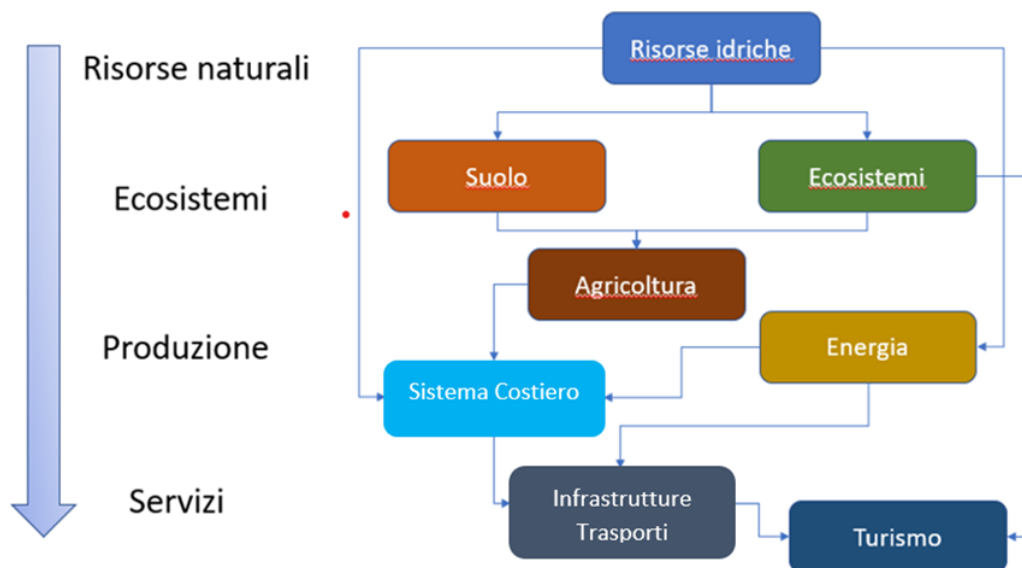 Risorse idriche
Risorse naturali
Suolo
Ecosistemi
Ecosistemi
Agricoltura
Produzione
Energia
Sistema Costiero
Servizi
Infrastrutture
Trasporti
Turismo